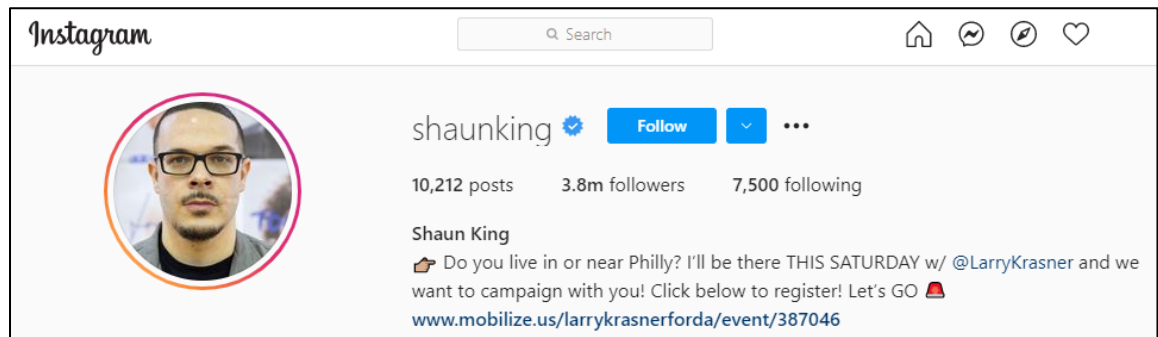 Instagram
Search
shaunking Follow
10,212 posts 3.8m followers 7,500 following
Shaun King
👉🏽 Do you live in or near Philly? I'll be there THIS SATURDAY w/ @LarryKrasner and we
want to campaign with you! Click below to register! Let's GO 🚨
www.mobilize.us/larrykrasnerforda/event/387046